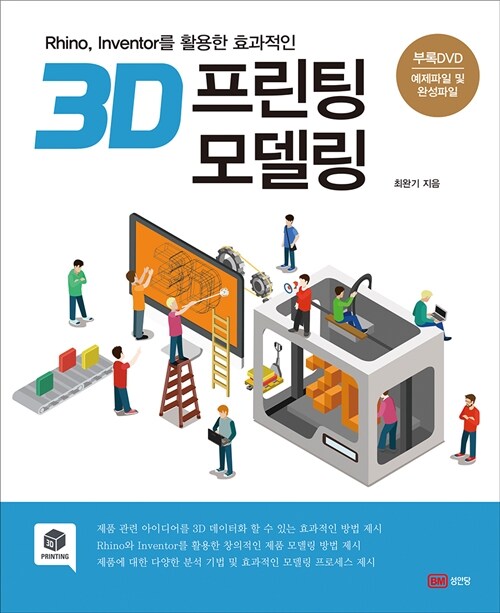 Rhino, Inventor를 활용한 효과적인
3D 프린팅
모델링
부록DVD
예제파일 및
완성파일
최완기 지음
3D
3D
PRINTING
제품 관련 아이디어를 3D 데이터화 할 수 있는 효과적인 방법 제시
Rhino와 Inventor를 활용한 창의적인 제품 모델링 방법 제시
제품에 대한 다양한 분석 기법 및 효과적인 모델링 프로세스 제시
BM 성안당